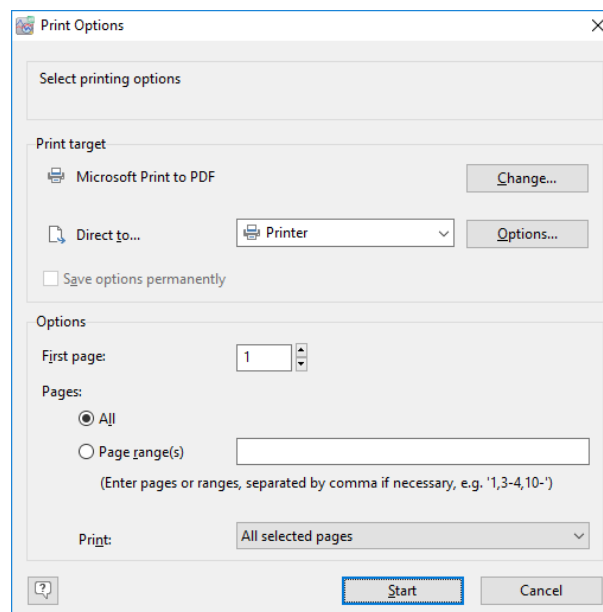 Print Options
Select printing options
Print target
Microsoft Print to PDF
Change...
Direct to...
Printer
Options...
Save options permanently
Options
First page:
1
Pages:
All
Page range(s)
(Enter pages or ranges, separated by comma if necessary, e.g. '1,3-4,10-')
Print:
All selected pages
?
Start
Cancel